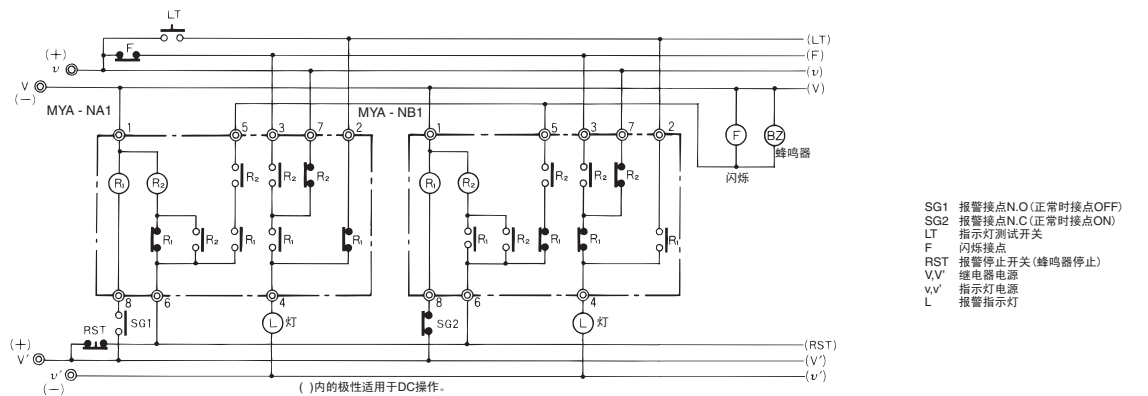 LT
(LT)
F
(F)
(+)
υ
(υ)
V
(V)
(−)
MYA - NA1
MYA - NB1
1 5 3 7 2
1 5 3 7 2
F
BZ
蜂鸣器
闪烁
R₁ R₂ R₂ R₂ R₂
R₁ R₂ R₂ R₂ R₂
R₁ R₂ R₁ R₁ R₁
R₁ R₂ R₁ R₁ R₁
8 6 4
8 6 4
SG1
L 灯
SG2
L 灯
RST
(RST)
(+)
V'
(V')
υ'
(υ')
(−)
( )内的极性适用于DC操作。
SG1 报警接点N.O(正常时接点OFF)
SG2 报警接点N.C(正常时接点ON)
LT 指示灯测试开关
F 闪烁接点
RST 报警停止开关(蜂鸣器停止)
V,V' 继电器电源
v,v' 指示灯电源
L 报警指示灯